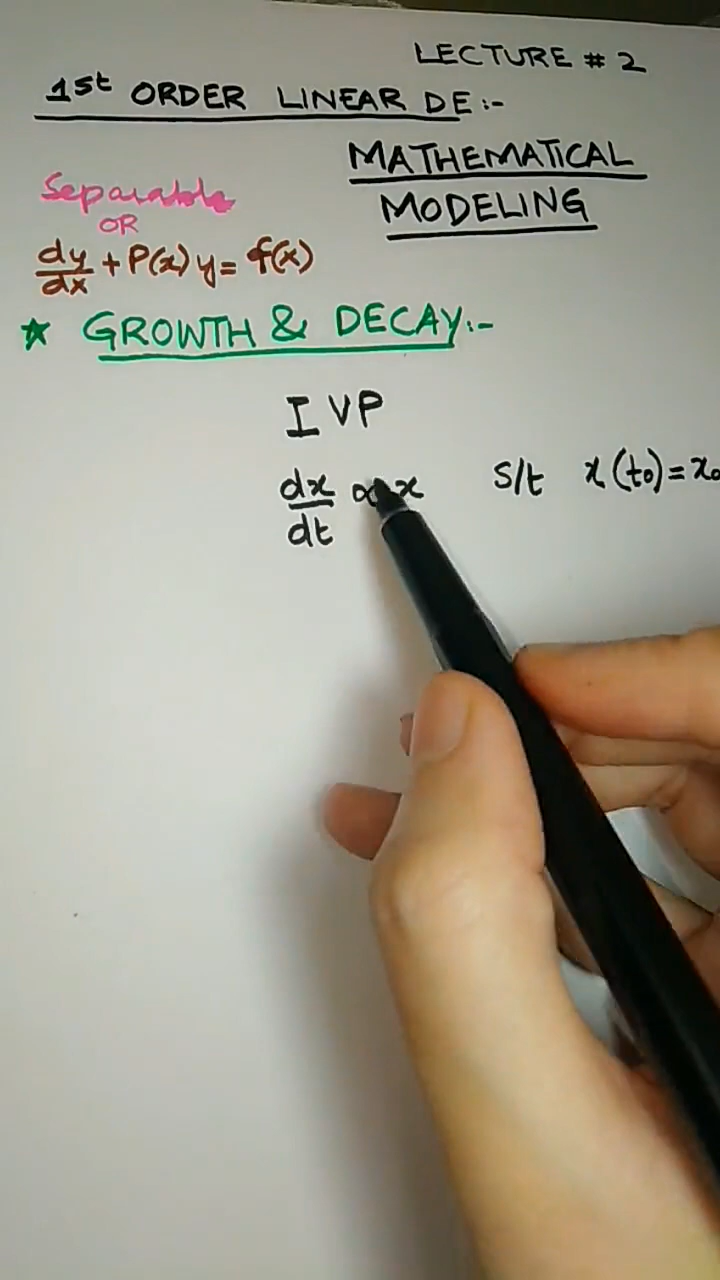 LECTURE # 2
1st ORDER LINEAR DE :-
MATHEMATICAL
MODELING
Separable
OR
dy/dx + P(x) y = f(x)
★ GROWTH & DECAY :-
IVP
dx/dt ∝ x S/t x(t₀) = x₀